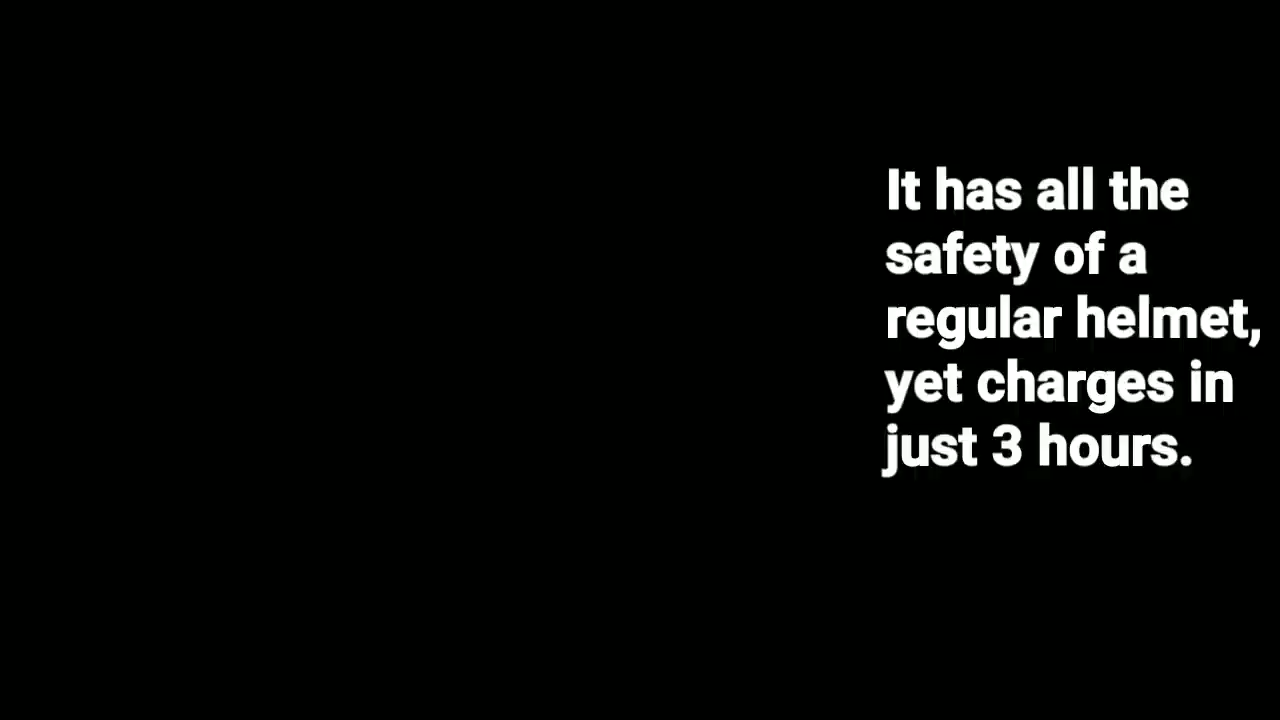 It has all the
safety of a
regular helmet,
yet charges in
just 3 hours.